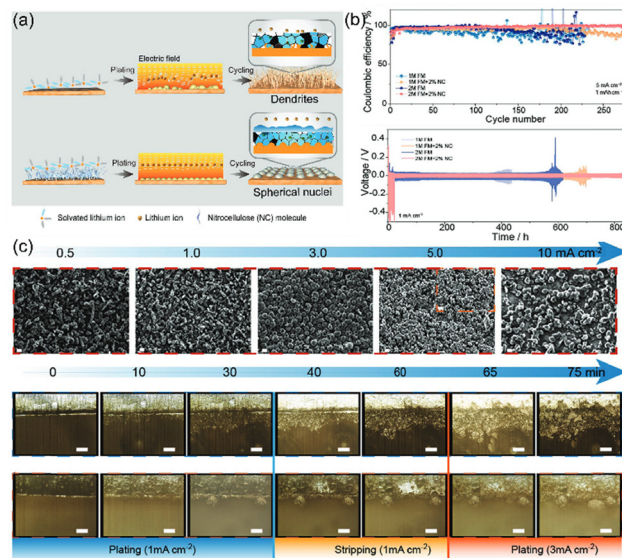 (a)
Plating
Electric field
Cycling
Dendrites
Plating
Cycling
Spherical nuclei
Solvated lithium ion
Lithium ion
Nitrocellulose (NC) molecule
(b)
Coulombic efficiency / %
100
80
60
40
20
0
1M FM
1M FM+2% NC
2M FM
2M FM+2% NC
5 mA cm-2
1 mAh cm-2
0 50 100 150 200 250
Cycle number
Voltage / V
0.4
0.2
0.0
-0.2
-0.4
1M FM
1M FM+2% NC
2M FM
2M FM+2% NC
1 mA cm-2
0 200 400 600 800
Time / h
(c)
0.5 1.0 3.0 5.0 10 mA cm-2
0 10 30 40 60 65 75 min
Plating (1mA cm-2) Stripping (1mA cm-2) Plating (3mA cm-2)